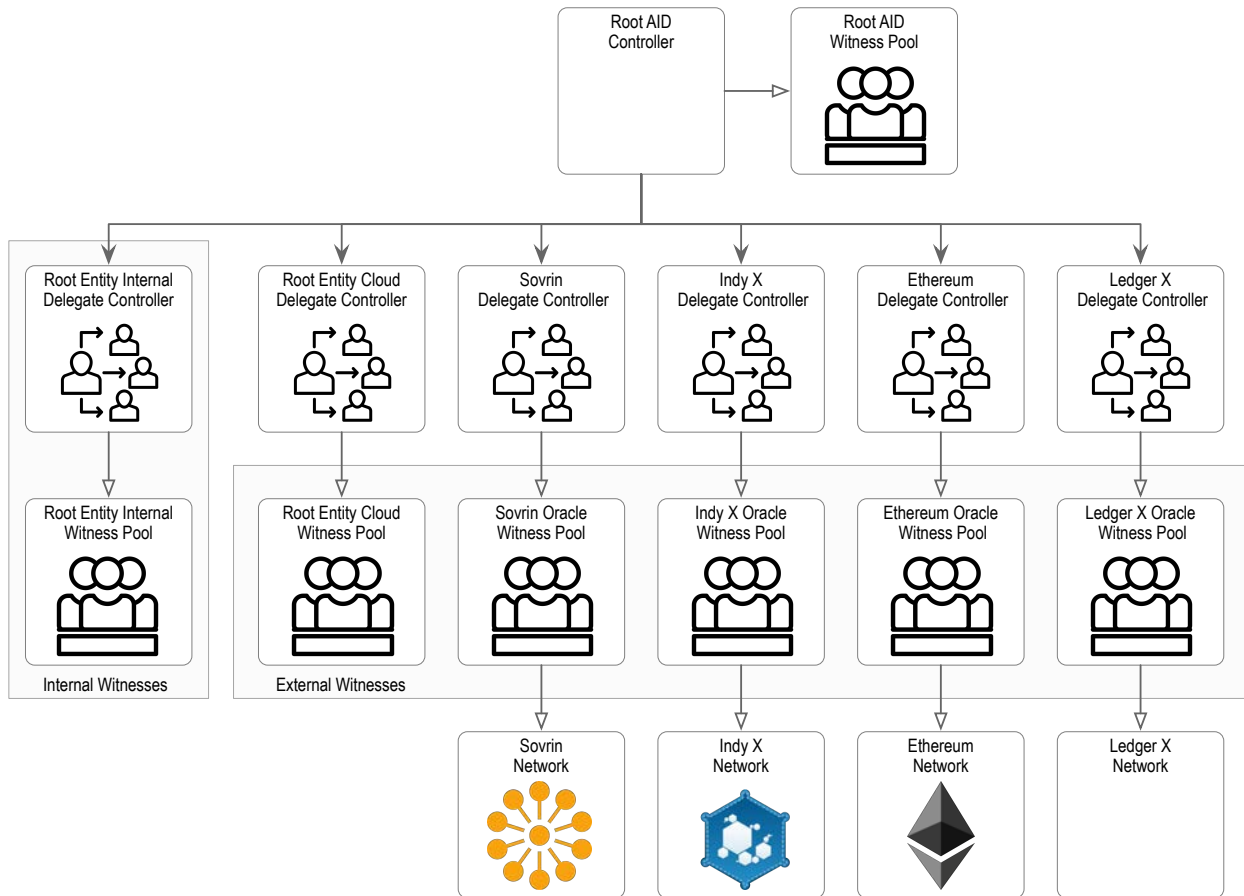 Root AID
Controller
Root AID
Witness Pool
Root Entity Internal
Delegate Controller
Root Entity Cloud
Delegate Controller
Sovrin
Delegate Controller
Indy X
Delegate Controller
Ethereum
Delegate Controller
Ledger X
Delegate Controller
Root Entity Internal
Witness Pool
Root Entity Cloud
Witness Pool
Sovrin Oracle
Witness Pool
Indy X Oracle
Witness Pool
Ethereum Oracle
Witness Pool
Ledger X Oracle
Witness Pool
Internal Witnesses
External Witnesses
Sovrin
Network
Indy X
Network
Ethereum
Network
Ledger X
Network